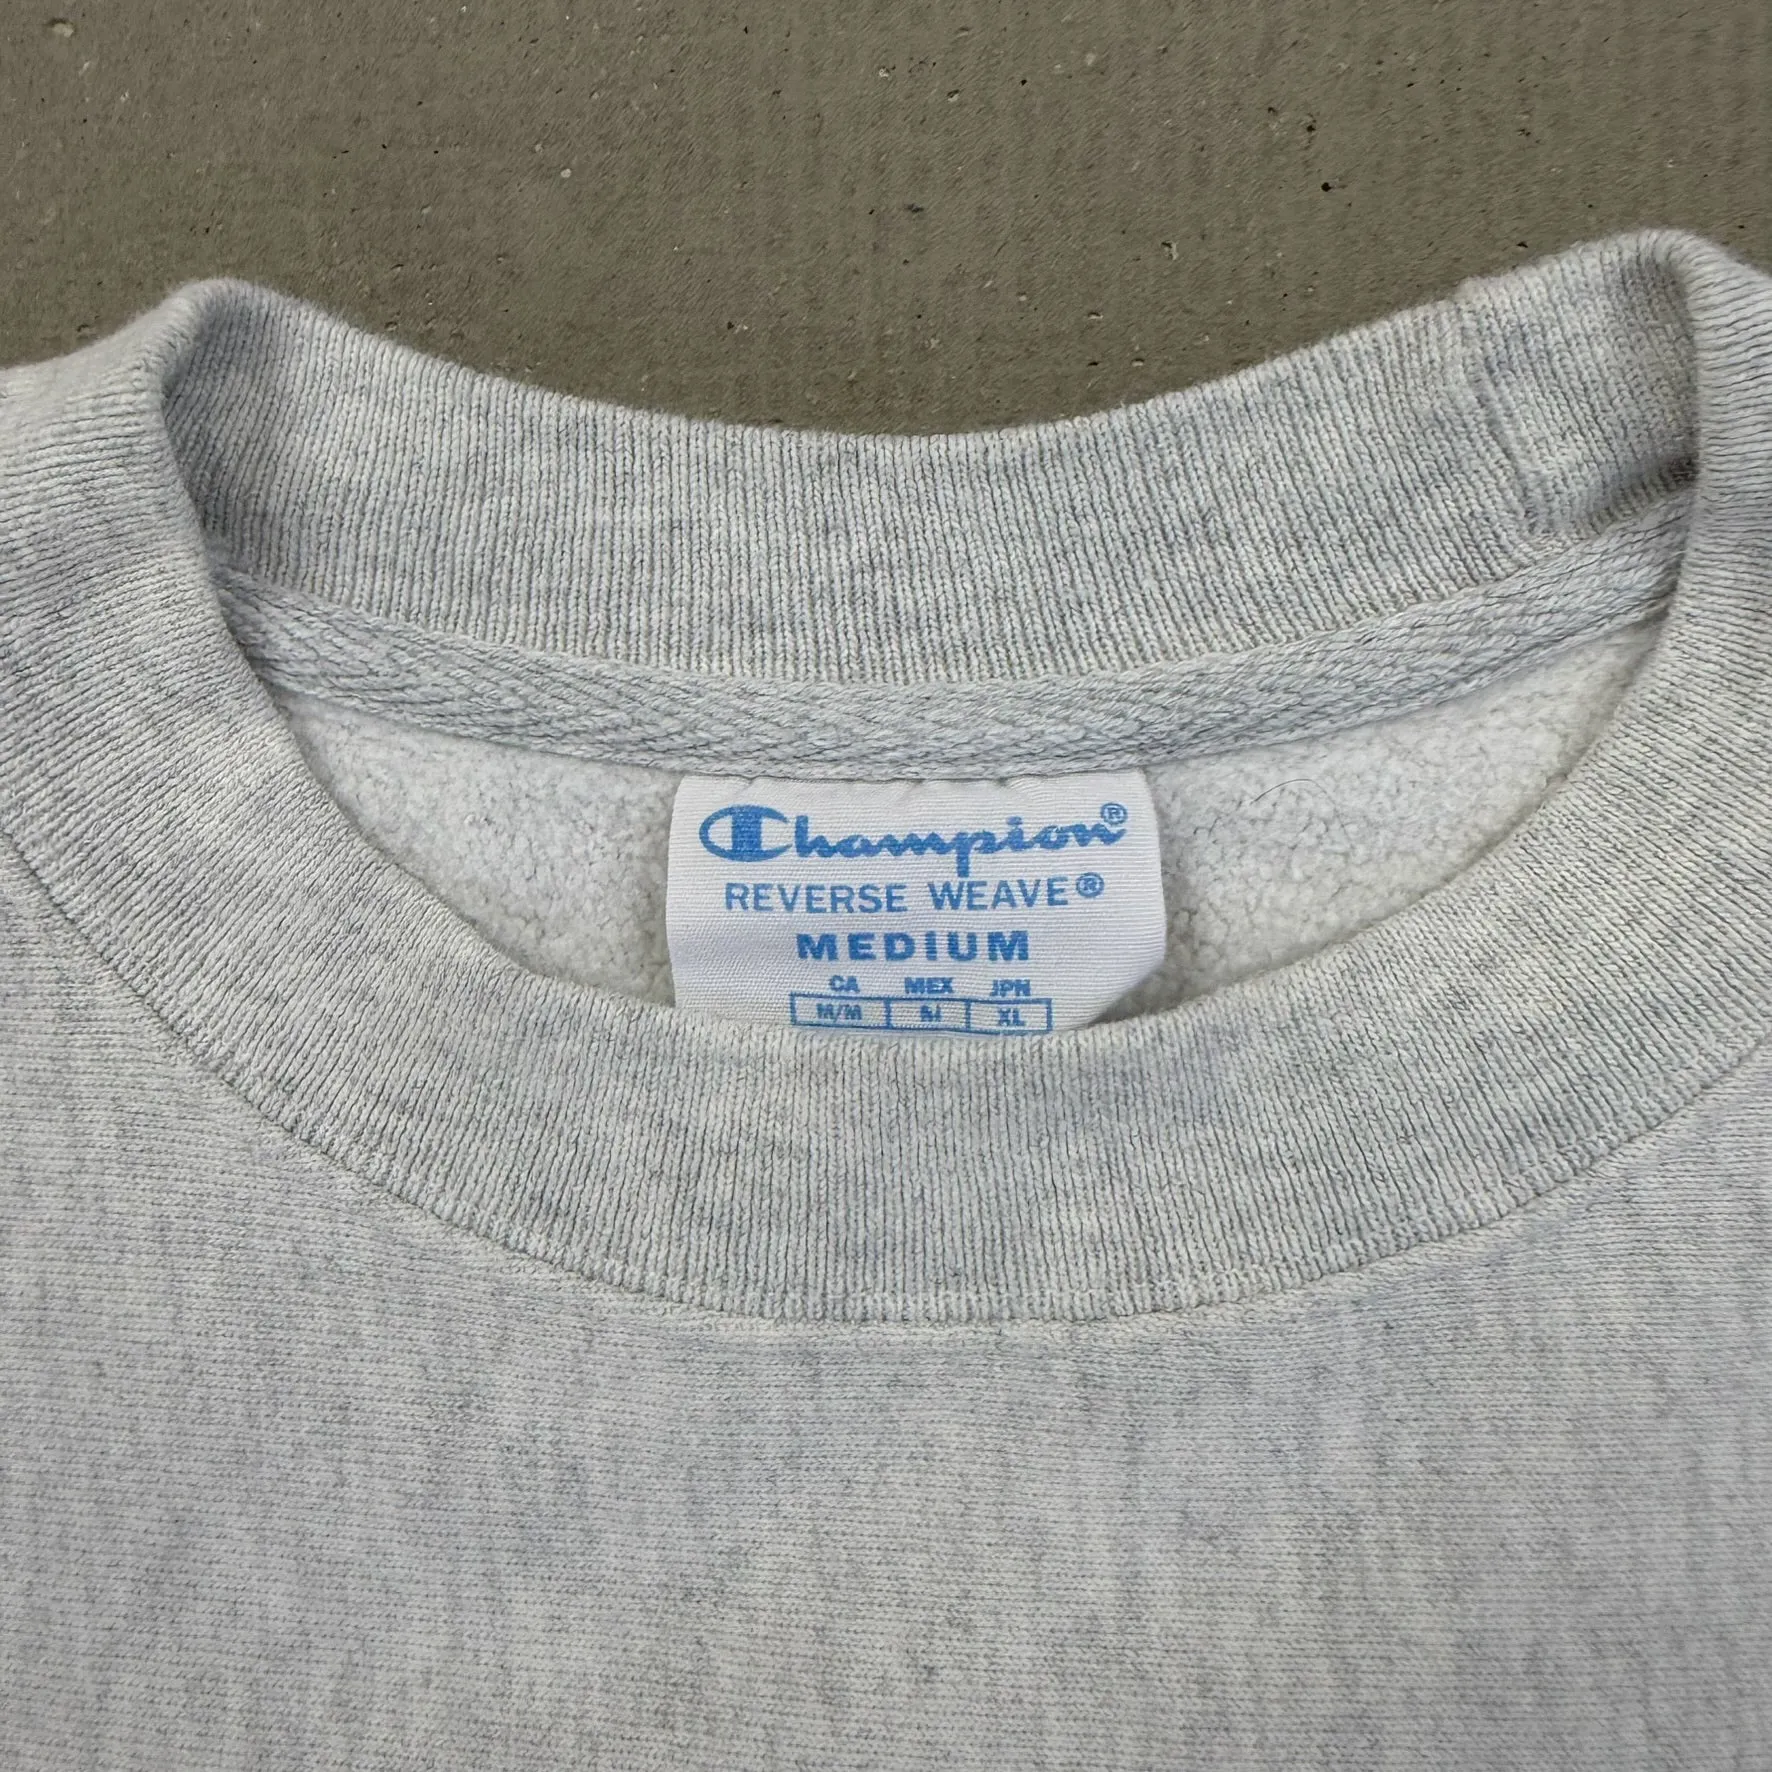 Champion®
REVERSE WEAVE®
MEDIUM
CA MEX JPN
M/M M XL